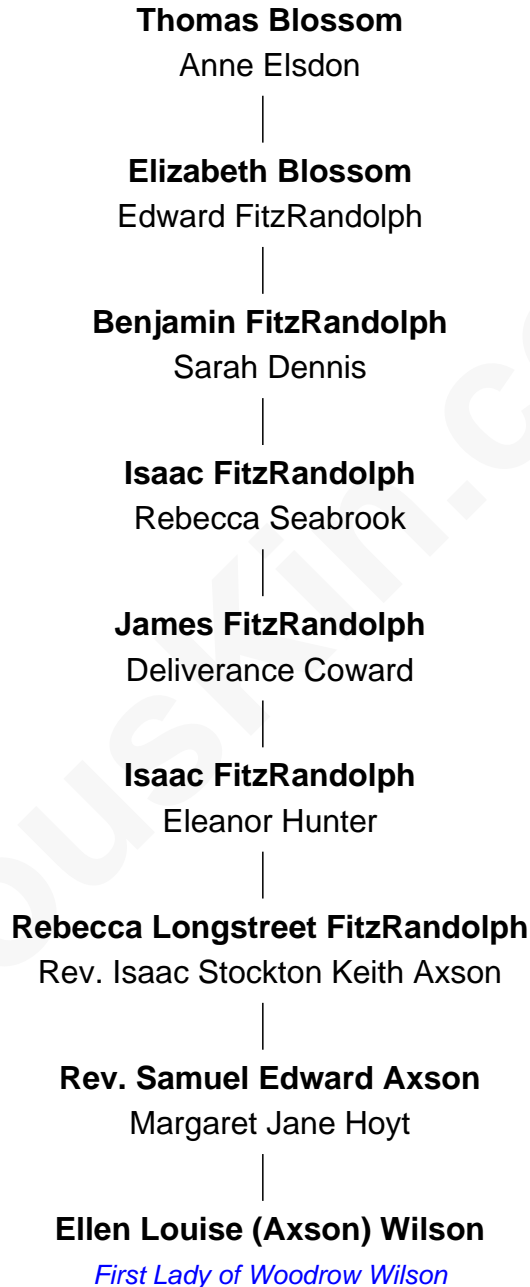 Thomas Blossom
Anne Elsdon
Elizabeth Blossom
Edward FitzRandolph
Benjamin FitzRandolph
Sarah Dennis
Isaac FitzRandolph
Rebecca Seabrook
James FitzRandolph
Deliverance Coward
Isaac FitzRandolph
Eleanor Hunter
Rebecca Longstreet FitzRandolph
Rev. Isaac Stockton Keith Axson
Rev. Samuel Edward Axson
Margaret Jane Hoyt
Ellen Louise (Axson) Wilson
First Lady of Woodrow Wilson